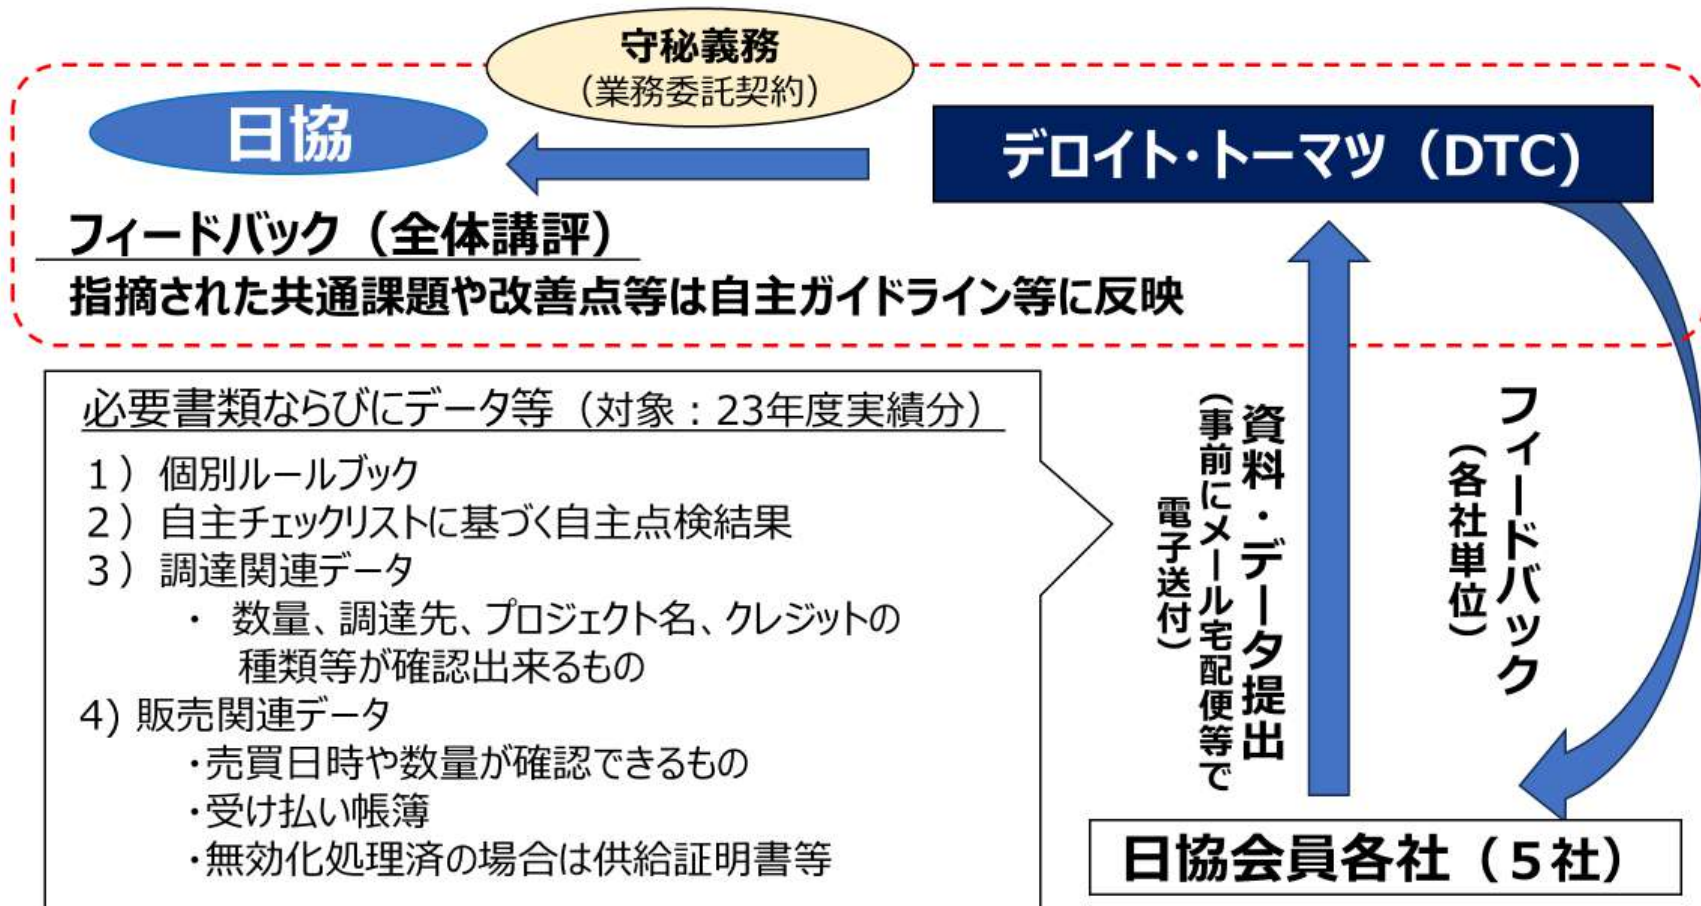 守秘義務
（業務委託契約）
日協
デロイト・トーマツ（DTC)
フィードバック（全体講評）
指摘された共通課題や改善点等は自主ガイドライン等に反映
必要書類ならびにデータ等（対象：23年度実績分）
1）個別ルールブック
2）自主チェックリストに基づく自主点検結果
3）調達関連データ
・ 数量、調達先、プロジェクト名、クレジットの
種類等が確認出来るもの
4) 販売関連データ
・売買日時や数量が確認できるもの
・受け払い帳簿
・無効化処理済の場合は供給証明書等
資料・データ提出
（事前にメール宅配便等で
電子送付）
フィードバック
（各社単位）
日協会員各社（５社）